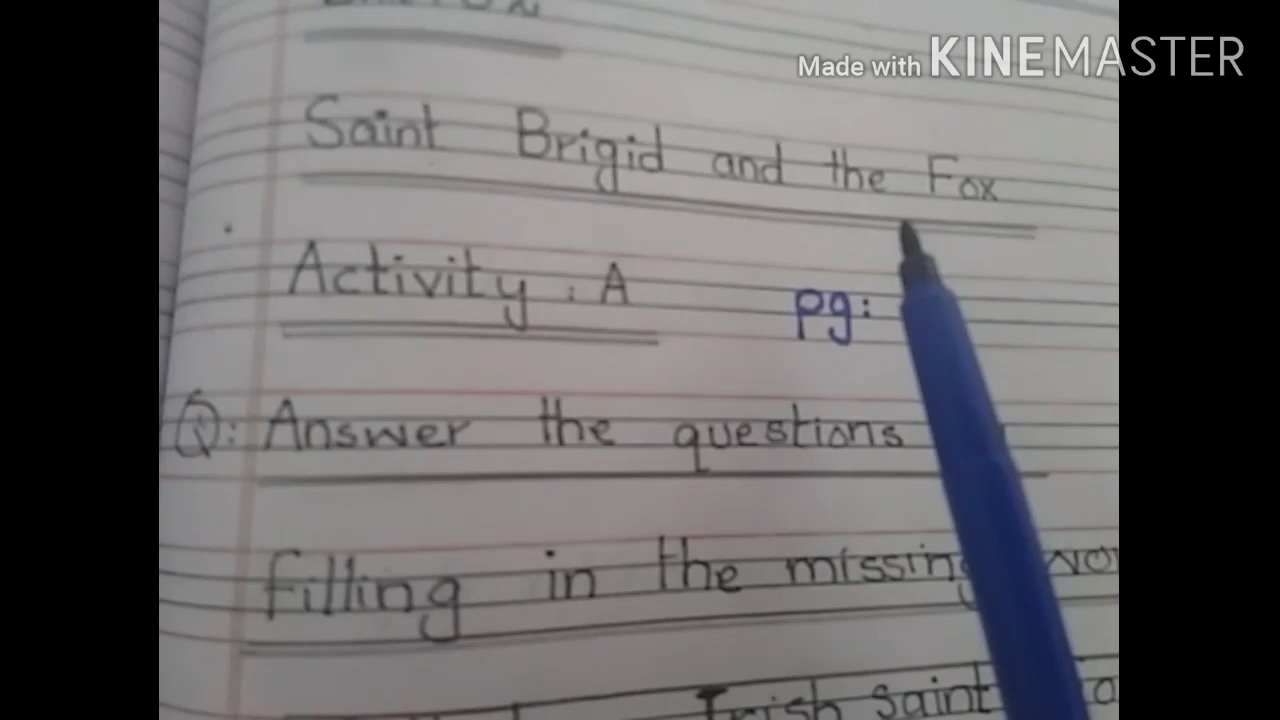 Made with KINEMASTER
Saint Brigid and the Fox
Activity : A pg:
Q: Answer the questions
filling in the missing
Irish saint